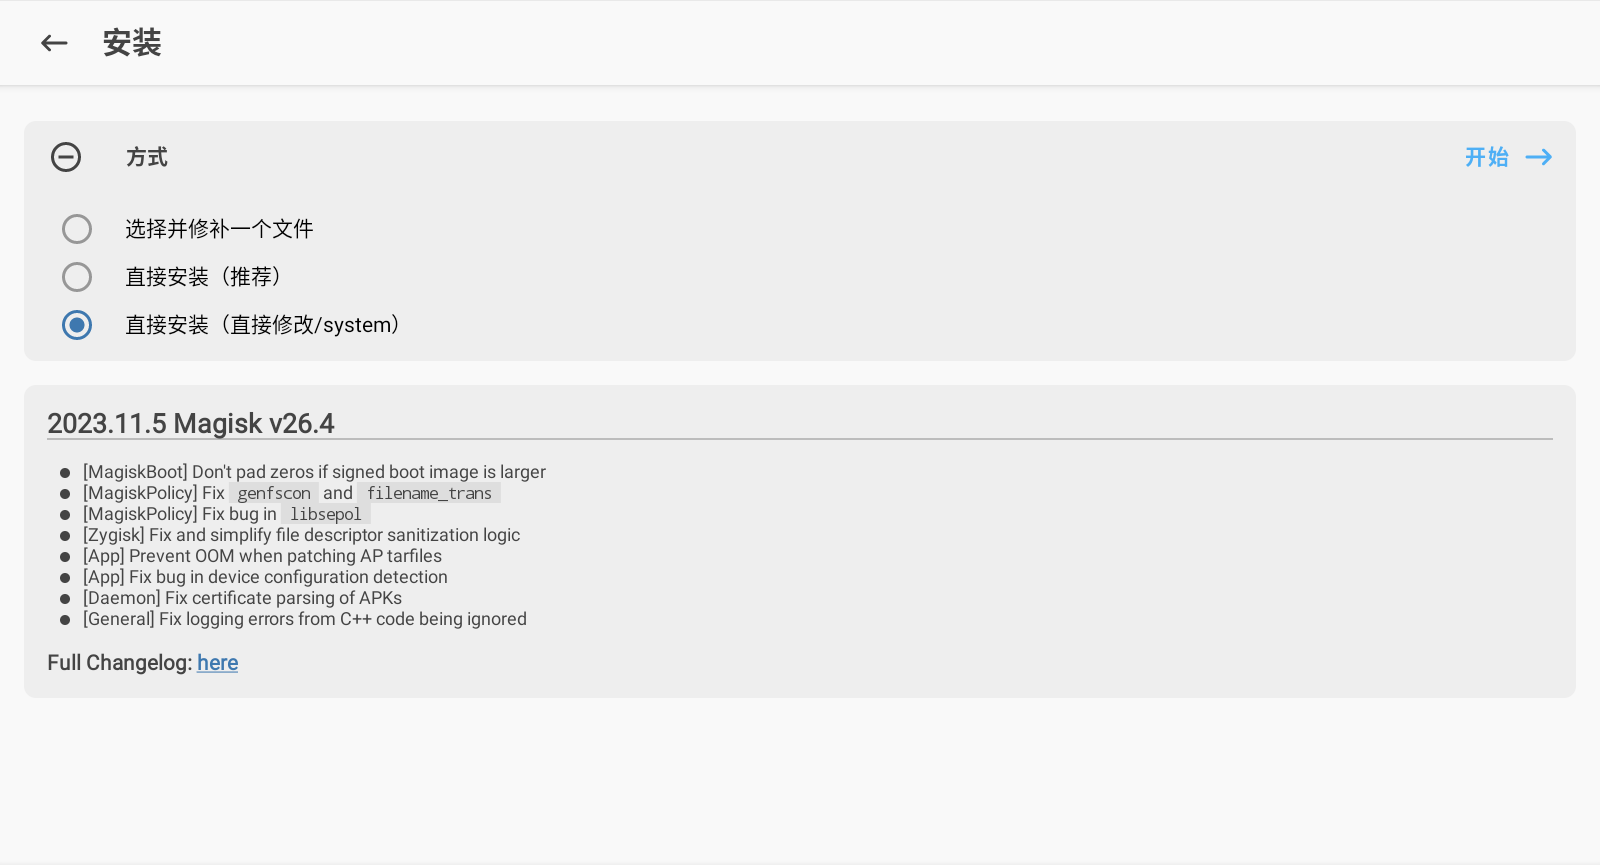 安装
方式
开始
选择并修补一个文件
直接安装（推荐）
直接安装（直接修改/system）
2023.11.5 Magisk v26.4
[MagiskBoot] Don't pad zeros if signed boot image is larger
[MagiskPolicy] Fix genfscon and filename_trans
[MagiskPolicy] Fix bug in libsepol
[Zygisk] Fix and simplify file descriptor sanitization logic
[App] Prevent OOM when patching AP tarfiles
[App] Fix bug in device configuration detection
[Daemon] Fix certificate parsing of APKs
[General] Fix logging errors from C++ code being ignored
Full Changelog: here